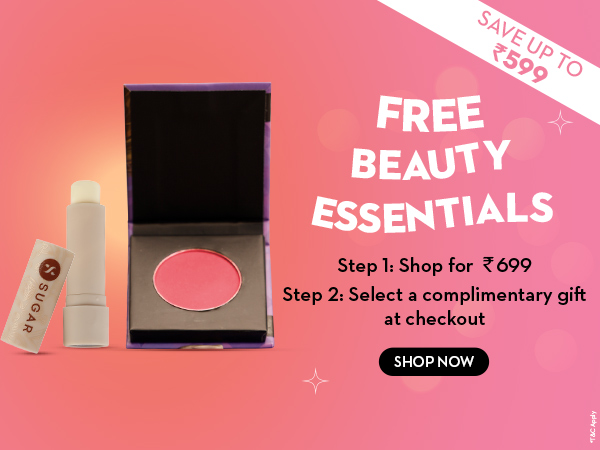 SAVE UP TO
₹599
FREE
BEAUTY
ESSENTIALS
Step 1: Shop for ₹699
Step 2: Select a complimentary gift
at checkout
SHOP NOW
SUGAR
*T&C Apply